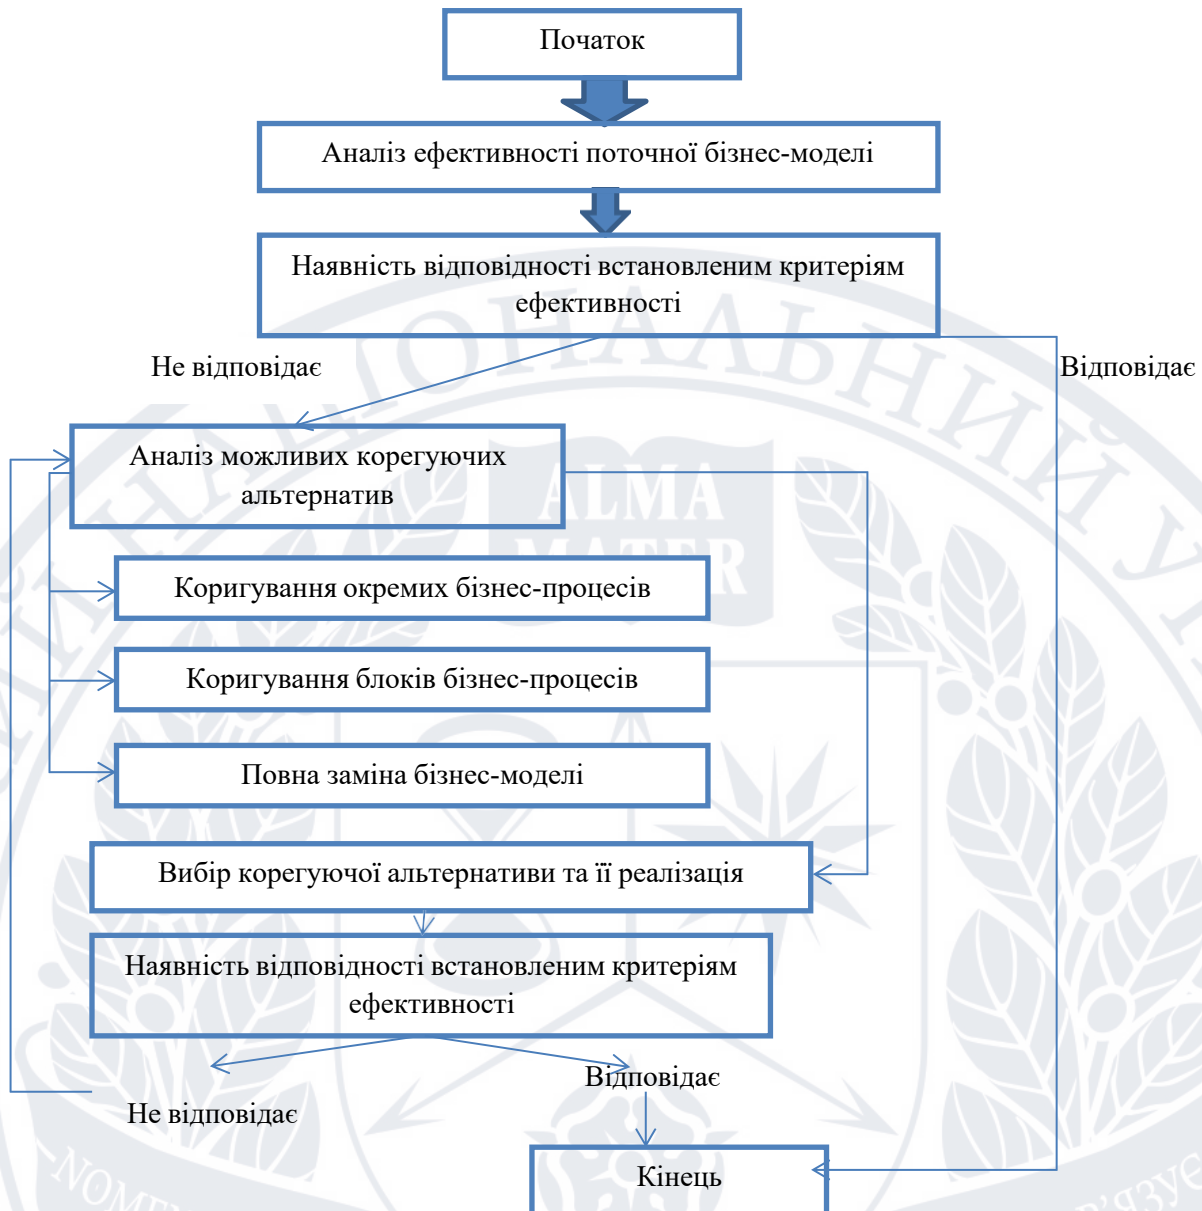 Початок
Аналіз ефективності поточної бізнес-моделі
Наявність відповідності встановленим критеріям
ефективності
Не відповідає
Відповідає
Аналіз можливих корегуючих
альтернатив
ALMA
MATER
Коригування окремих бізнес-процесів
Коригування блоків бізнес-процесів
Повна заміна бізнес-моделі
Вибір корегуючої альтернативи та її реалізація
Наявність відповідності встановленим критеріям
ефективності
Відповідає
Не відповідає
Кінець